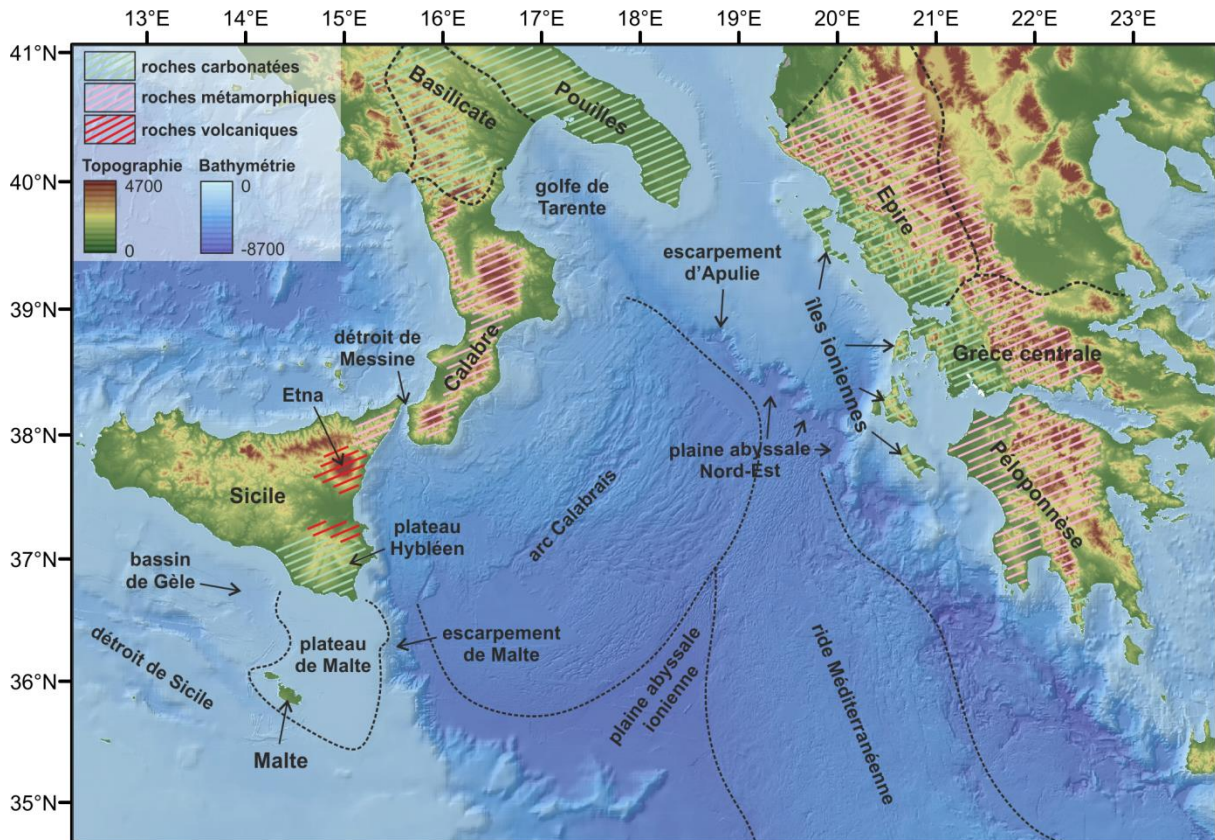 13°E 14°E 15°E 16°E 17°E 18°E 19°E 20°E 21°E 22°E 23°E
41°N
40°N
39°N
38°N
37°N
36°N
35°N
roches carbonatées
roches métamorphiques
roches volcaniques
Topographie
4700
0
Bathymétrie
0
-8700
Basilicate
Pouilles
golfe de
Tarente
Epire
escarpement
d'Apulie
îles ioniennes
détroit de
Messine
Calabre
Grèce centrale
Etna
Sicile
plaine abyssale
Nord-Est
Péloponnèse
arc Calabrais
plateau
Hybléen
bassin
de Gèle
plateau
de Malte
escarpement
de Malte
détroit de Sicile
plaine abyssale
ionienne
ride Méditerranéenne
Malte